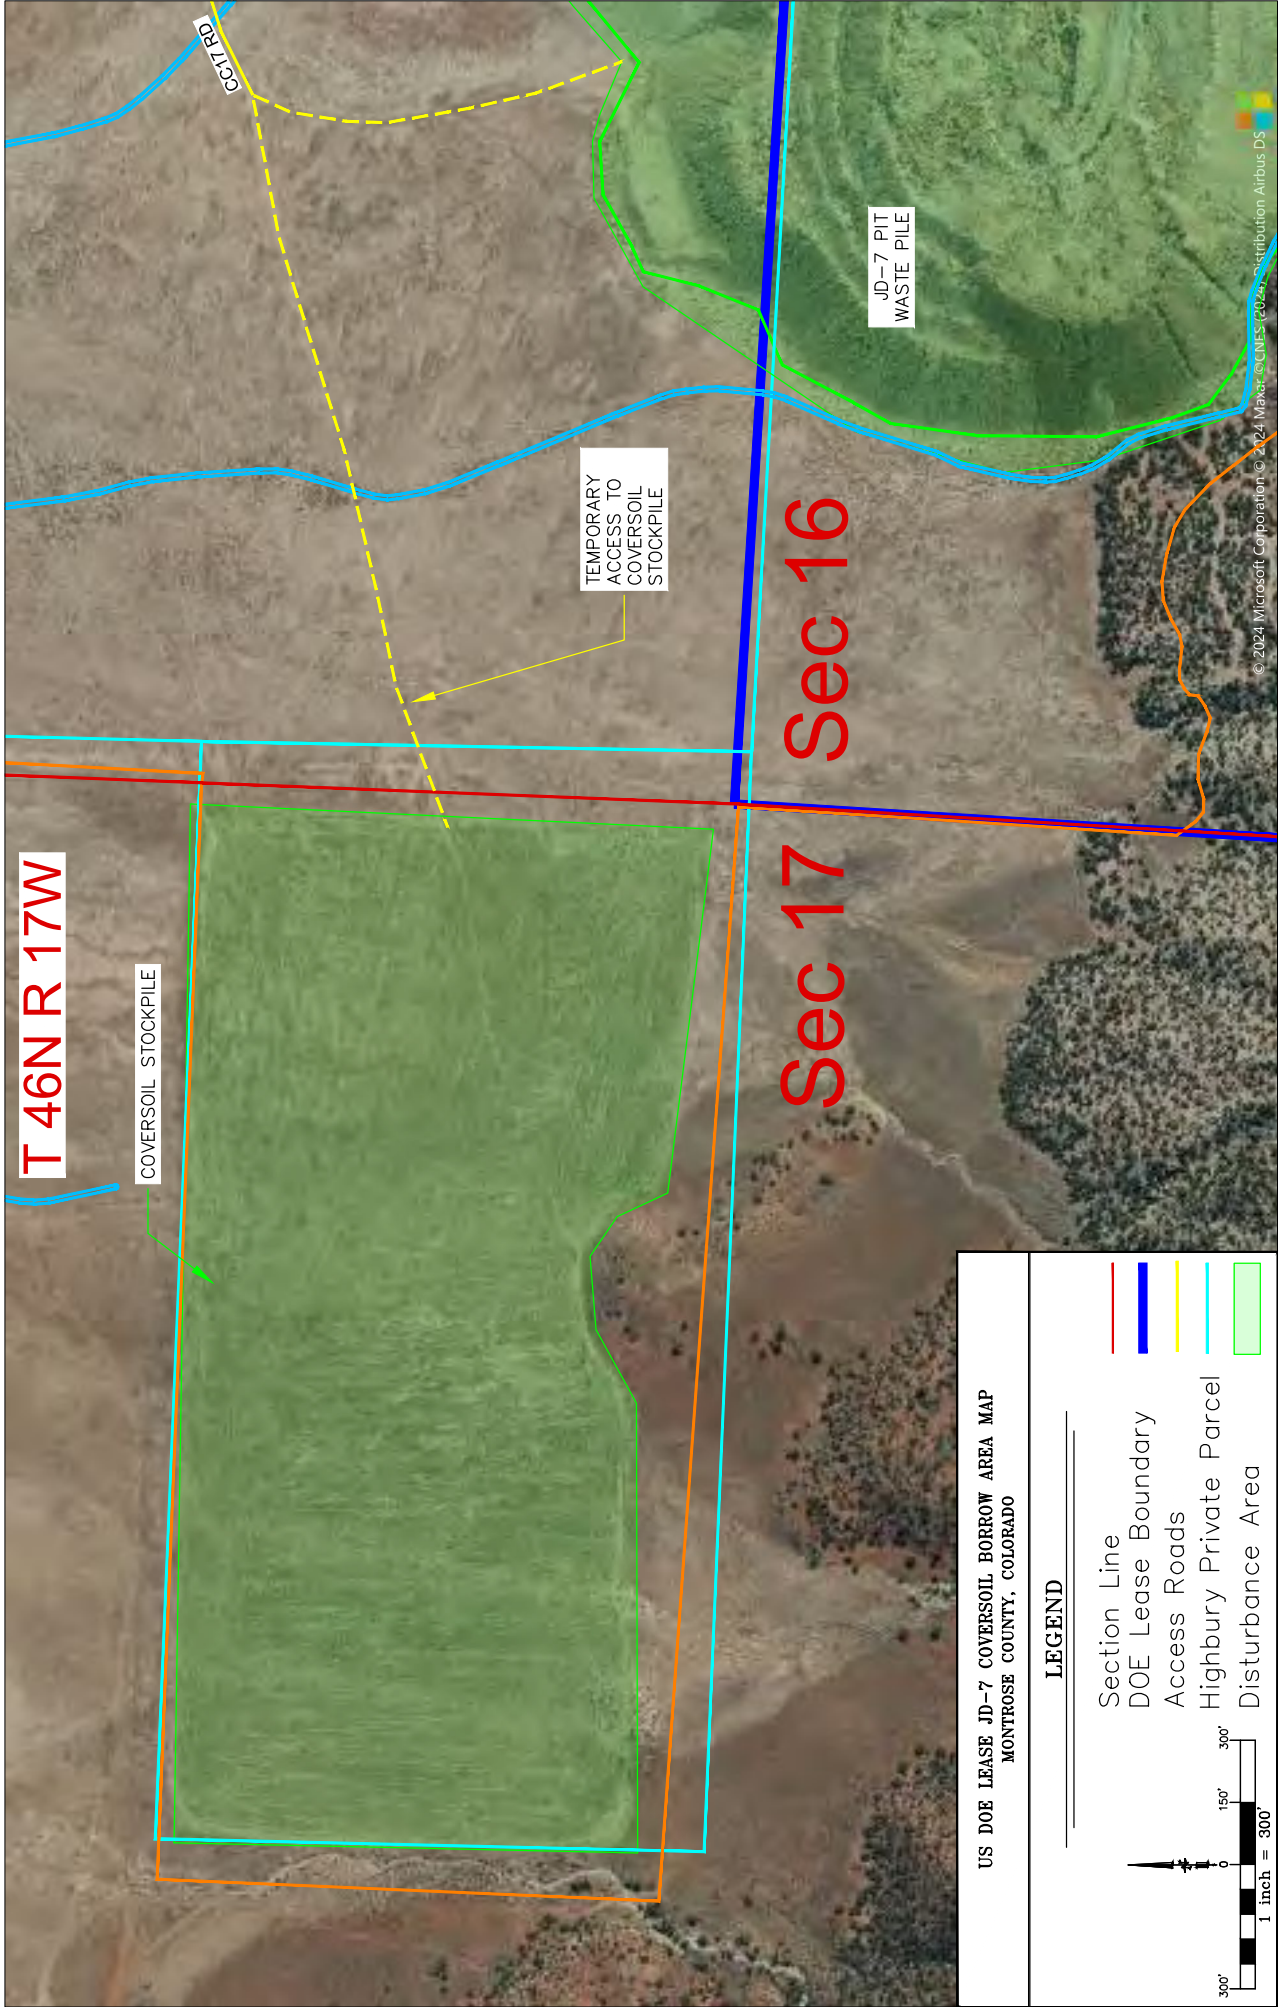 T 46N R 17W
COVERSOIL STOCKPILE
CC17 RD
TEMPORARY
ACCESS TO
COVERSOIL
STOCKPILE
JD-7 PIT
WASTE PILE
Sec 17
Sec 16
US DOE LEASE JD-7 COVERSOIL BORROW AREA MAP
MONTROSE COUNTY, COLORADO
LEGEND
Section Line
DOE Lease Boundary
Access Roads
Highbury Private Parcel
Disturbance Area
300' 0 150' 300'
1 inch = 300'
© 2024 Microsoft Corporation © 2024 Maxar ©CNES (2024) Distribution Airbus DS